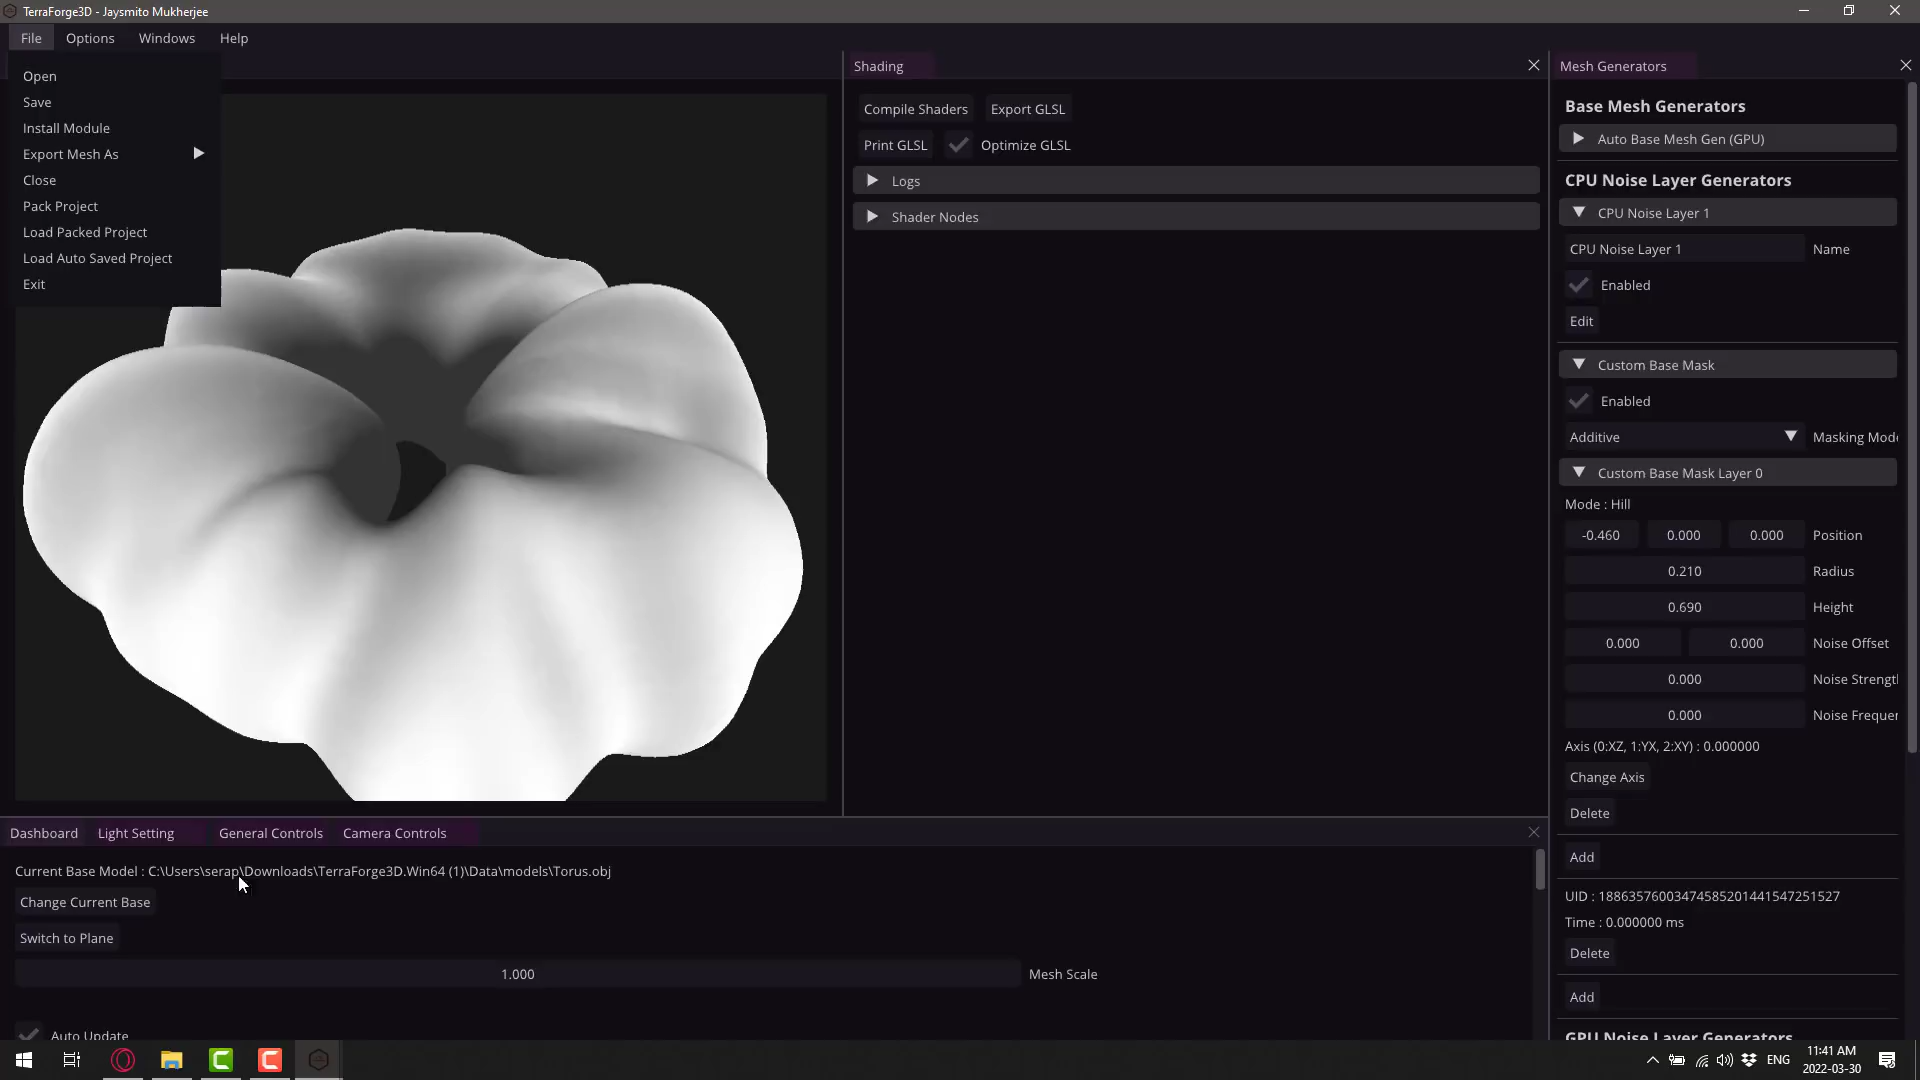 TerraForge3D - Jaysmito Mukherjee
File
Options
Windows
Help
Open
Save
Install Module
Export Mesh As
Close
Pack Project
Load Packed Project
Load Auto Saved Project
Exit
Shading
Compile Shaders
Export GLSL
Print GLSL
Optimize GLSL
Logs
Shader Nodes
Mesh Generators
Base Mesh Generators
Auto Base Mesh Gen (GPU)
CPU Noise Layer Generators
CPU Noise Layer 1
CPU Noise Layer 1 Name
Enabled
Edit
Custom Base Mask
Enabled
Additive Masking Mode
Custom Base Mask Layer 0
Mode : Hill
-0.460 0.000 0.000 Position
0.210 Radius
0.690 Height
0.000 0.000 Noise Offset
0.000 Noise Strengt
0.000 Noise Frequer
Axis (0:XZ, 1:YX, 2:XY) : 0.000000
Change Axis
Delete
Add
UID : 18863576003474585201441547251527
Time : 0.000000 ms
Delete
Add
GPU Noise Layer Generators
Dashboard
Light Setting
General Controls
Camera Controls
Current Base Model : C:\Users\serap\Downloads\TerraForge3D.Win64 (1)\Data\models\Torus.obj
Change Current Base
Switch to Plane
1.000 Mesh Scale
Auto Update
ENG
11:41 AM
2022-03-30